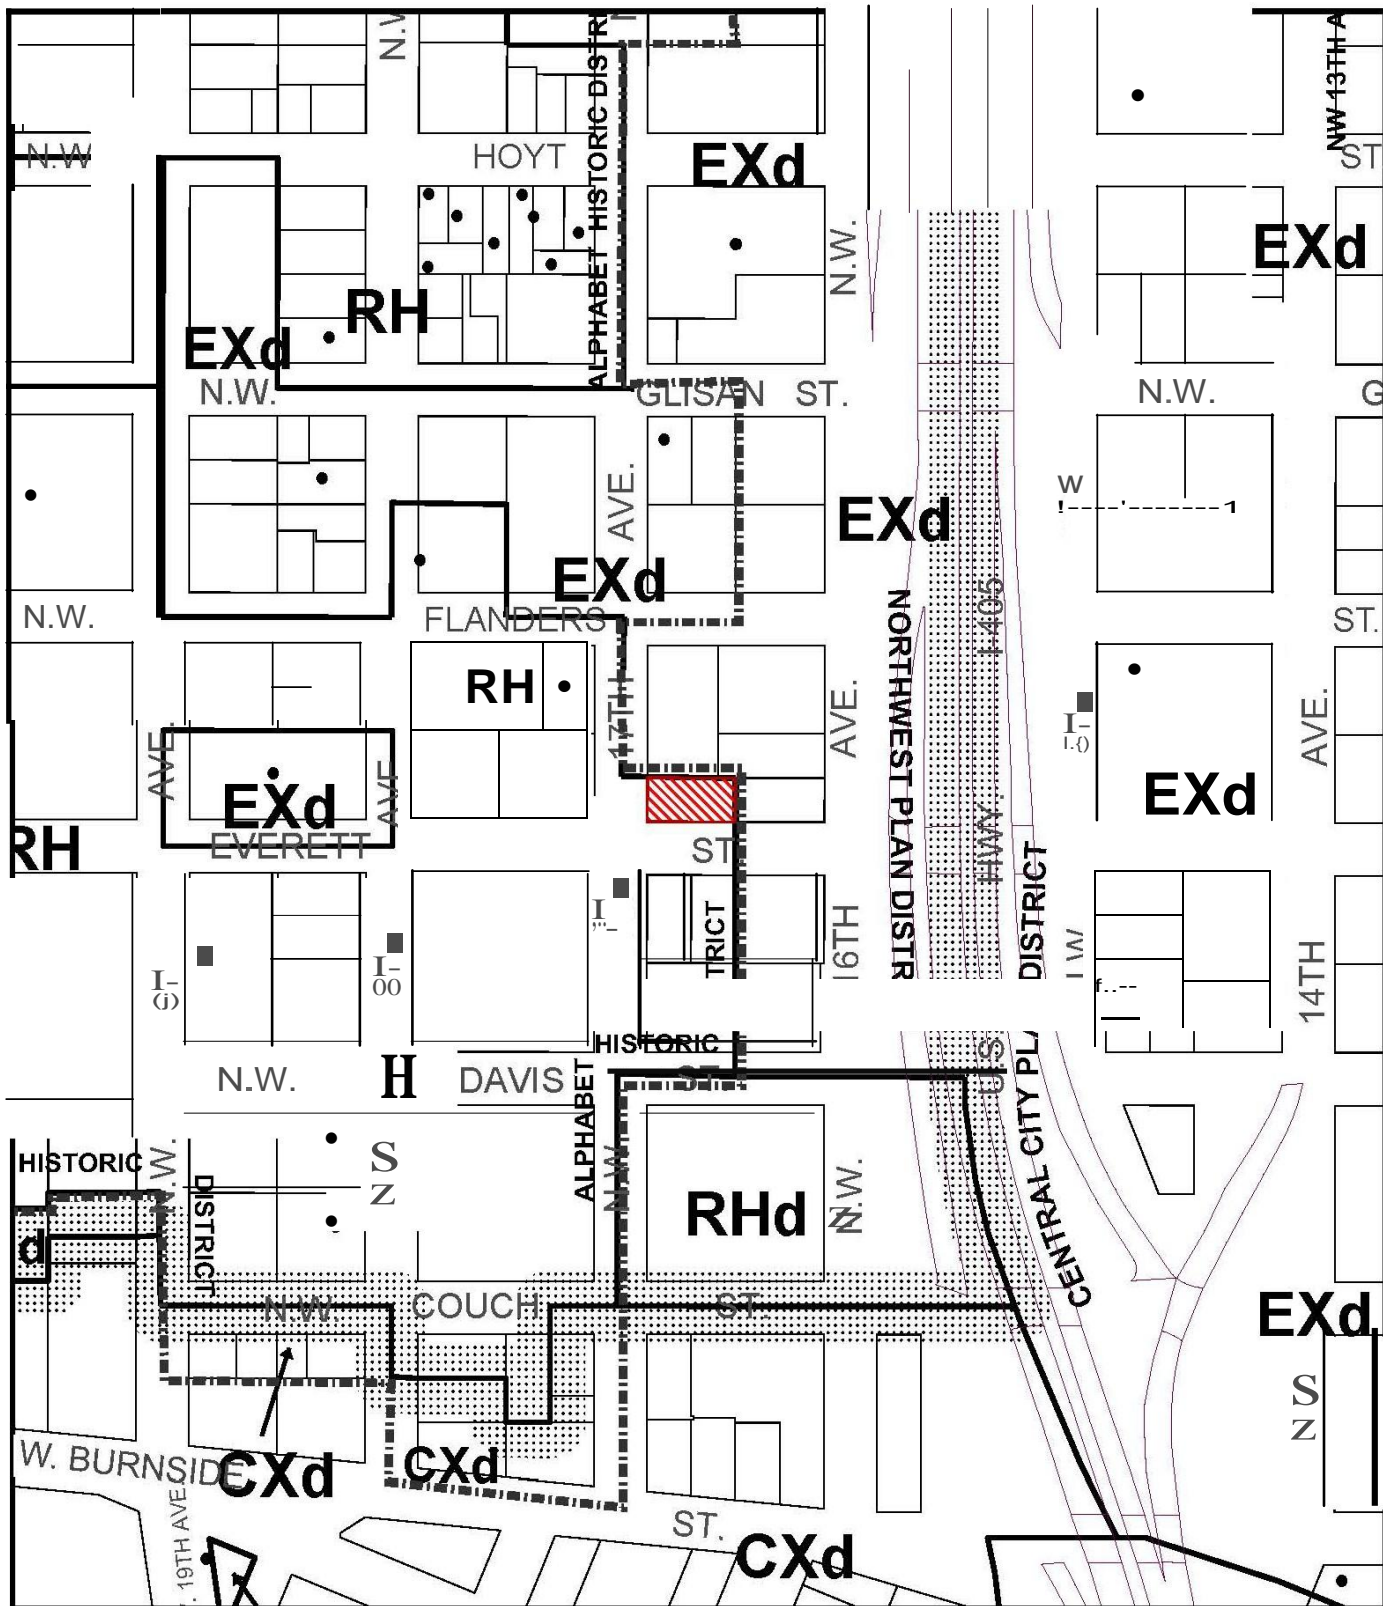 N.W
ALPHABET HISTORIC DISTRI
NW 13TH A
N.W
HOYT
EXd
ST
N.W.
EXd
RH
EXd
N.W.
GLISAN ST.
N.W.
G
W
AVE.
EXd
EXd
N.W.
FLANDERS
ST.
I-405
NORTHWEST PLAN DISTR
RH
17TH
AVE.
AVE.
AVE.
AVE
EXd
EXd
HWY.
RH
EVERETT
ST
DISTRICT
TRICT
16TH
14TH
HISTORIC
N.W.
H
DAVIS
ST
U.S
CENTRAL CITY PLA
ALPHABET
HISTORIC
N.W.
DISTRICT
S
Z
N.W.
RHd
N.W.
d
N.W.
COUCH
ST.
EXd
S
Z
W. BURNSIDE
CXd
CXd
ST.
CXd
19TH AVE.